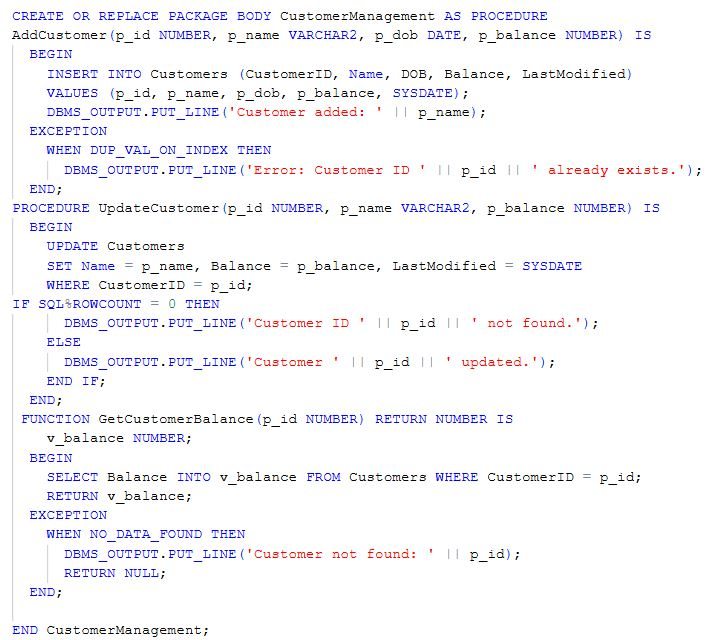 CREATE OR REPLACE PACKAGE BODY CustomerManagement AS PROCEDURE
AddCustomer(p_id NUMBER, p_name VARCHAR2, p_dob DATE, p_balance NUMBER) IS
BEGIN
INSERT INTO Customers (CustomerID, Name, DOB, Balance, LastModified)
VALUES (p_id, p_name, p_dob, p_balance, SYSDATE);
DBMS_OUTPUT.PUT_LINE('Customer added: ' || p_name);
EXCEPTION
WHEN DUP_VAL_ON_INDEX THEN
DBMS_OUTPUT.PUT_LINE('Error: Customer ID ' || p_id || ' already exists.');
END;
PROCEDURE UpdateCustomer(p_id NUMBER, p_name VARCHAR2, p_balance NUMBER) IS
BEGIN
UPDATE Customers
SET Name = p_name, Balance = p_balance, LastModified = SYSDATE
WHERE CustomerID = p_id;
IF SQL%ROWCOUNT = 0 THEN
DBMS_OUTPUT.PUT_LINE('Customer ID ' || p_id || ' not found.');
ELSE
DBMS_OUTPUT.PUT_LINE('Customer ' || p_id || ' updated.');
END IF;
END;
FUNCTION GetCustomerBalance(p_id NUMBER) RETURN NUMBER IS
v_balance NUMBER;
BEGIN
SELECT Balance INTO v_balance FROM Customers WHERE CustomerID = p_id;
RETURN v_balance;
EXCEPTION
WHEN NO_DATA_FOUND THEN
DBMS_OUTPUT.PUT_LINE('Customer not found: ' || p_id);
RETURN NULL;
END;
END CustomerManagement;